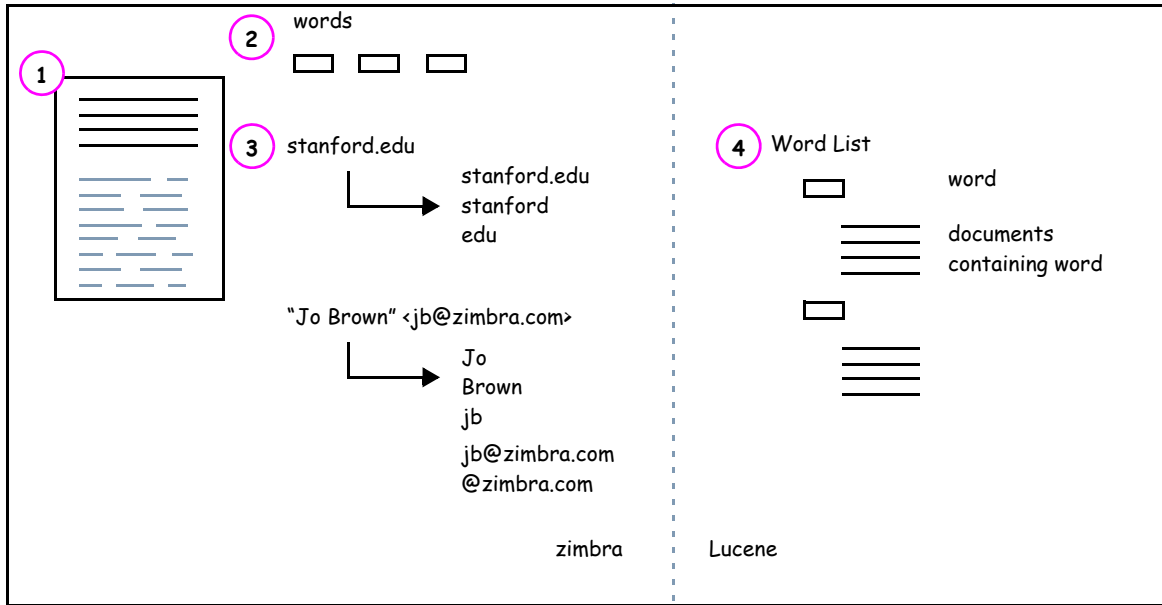 1
2
words
3
stanford.edu
stanford.edu
stanford
edu
“Jo Brown” <jb@zimbra.com>
Jo
Brown
jb
jb@zimbra.com
@zimbra.com
zimbra
4
Word List
word
documents
containing word
Lucene